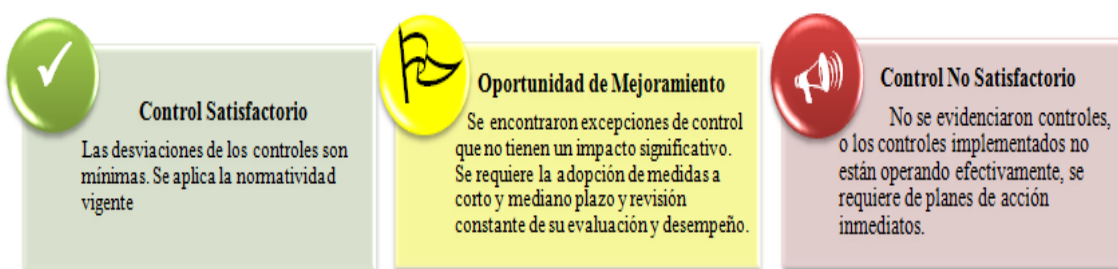 Control Satisfactorio
Las desviaciones de los controles son
mínimas. Se aplica la normatividad
vigente
Oportunidad de Mejoramiento
Se encontraron excepciones de control
que no tienen un impacto significativo.
Se requiere la adopción de medidas a
corto y mediano plazo y revisión
constante de su evaluación y desempeño.
Control No Satisfactorio
No se evidenciaron controles,
o los controles implementados no
están operando efectivamente, se
requiere de planes de acción
inmediatos.